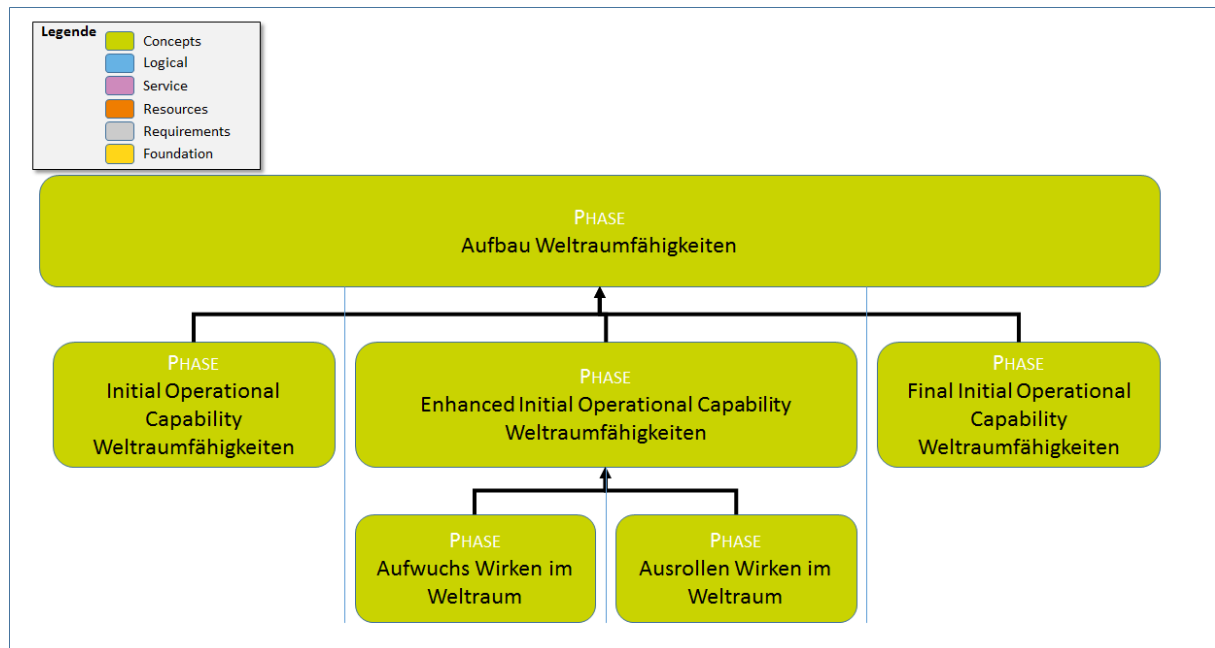 Legende
Concepts
Logical
Service
Resources
Requirements
Foundation
PHASE
Aufbau Weltraumfähigkeiten
PHASE
Initial Operational
Capability
Weltraumfähigkeiten
PHASE
Enhanced Initial Operational Capability
Weltraumfähigkeiten
PHASE
Final Initial Operational
Capability
Weltraumfähigkeiten
PHASE
Aufwuchs Wirken im
Weltraum
PHASE
Ausrollen Wirken im
Weltraum